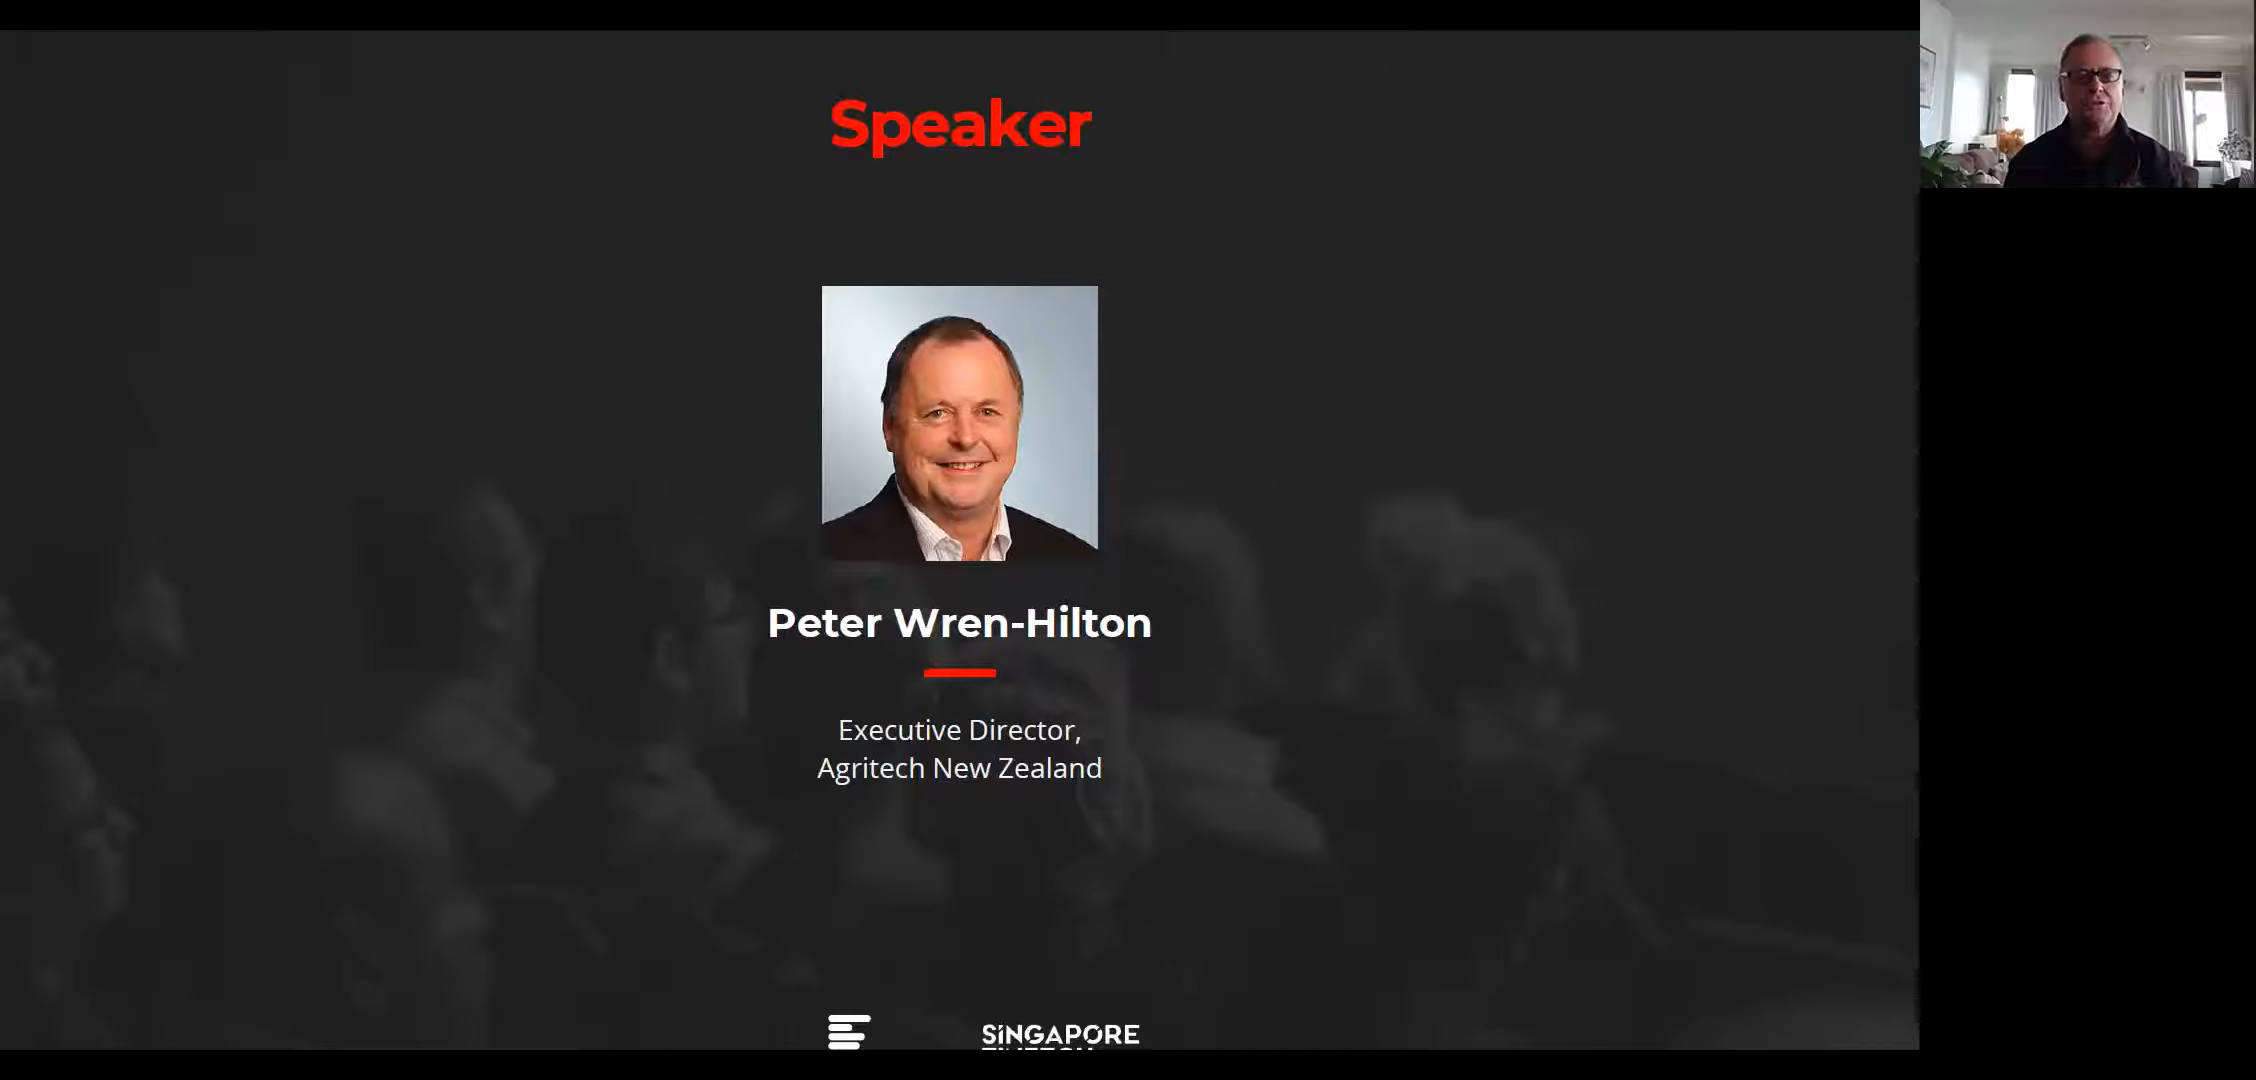 Speaker
Peter Wren-Hilton
Executive Director,
Agritech New Zealand
SINGAPORE